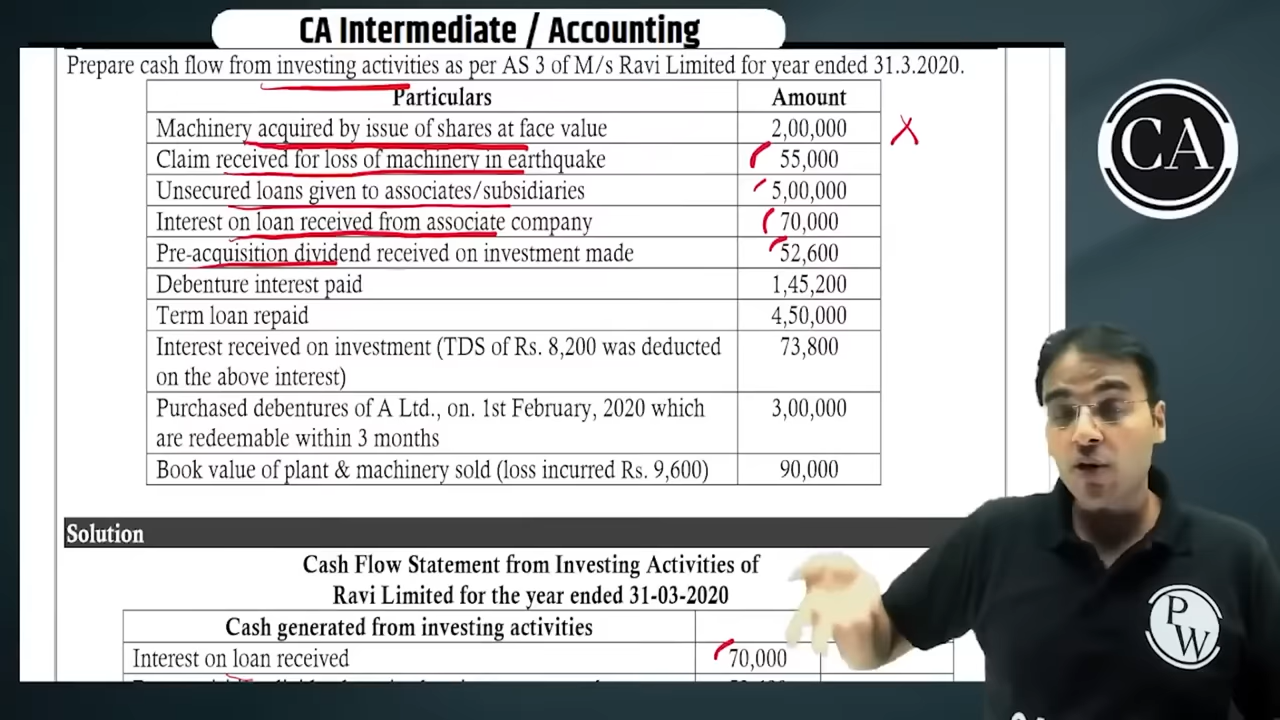 CA Intermediate / Accounting
Prepare cash flow from investing activities as per AS 3 of M/s Ravi Limited for year ended 31.3.2020.
Particulars Amount
Machinery acquired by issue of shares at face value 2,00,000
Claim received for loss of machinery in earthquake 55,000
Unsecured loans given to associates/subsidiaries 5,00,000
Interest on loan received from associate company 70,000
Pre-acquisition dividend received on investment made 52,600
Debenture interest paid 1,45,200
Term loan repaid 4,50,000
Interest received on investment (TDS of Rs. 8,200 was deducted 73,800
on the above interest)
Purchased debentures of A Ltd., on. 1st February, 2020 which 3,00,000
are redeemable within 3 months
Book value of plant & machinery sold (loss incurred Rs. 9,600) 90,000
Solution
Cash Flow Statement from Investing Activities of
Ravi Limited for the year ended 31-03-2020
Cash generated from investing activities
Interest on loan received 70,000
CA
PW